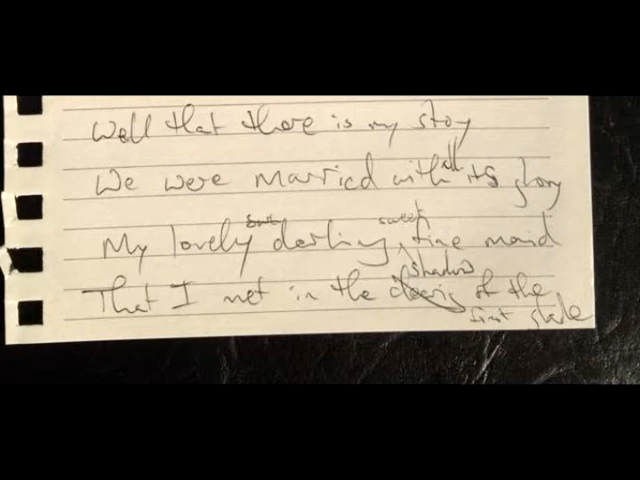 Well that there is my story
We were married with all its glory
My lovely darling, sweet fine maid
That I met in the shadow of the
first glade